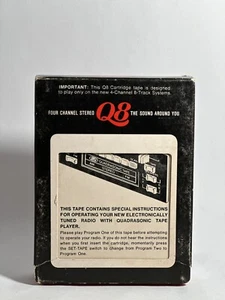 IMPORTANT: This Q8 Cartridge tape is designed
to play only on the new 4-Channel 8-Track Systems.
FOUR CHANNEL STEREO Q8 THE SOUND AROUND YOU
THIS TAPE CONTAINS SPECIAL INSTRUCTIONS
FOR OPERATING YOUR NEW ELECTRONICALLY
TUNED RADIO WITH QUADRASONIC TAPE
PLAYER.
Please play Program One of this tape before attempting
to operate your radio. If you do not hear the instructions
when you first insert the cartridge, momentarily press
the SET-TAPE switch to change from Program Two to
Program One.